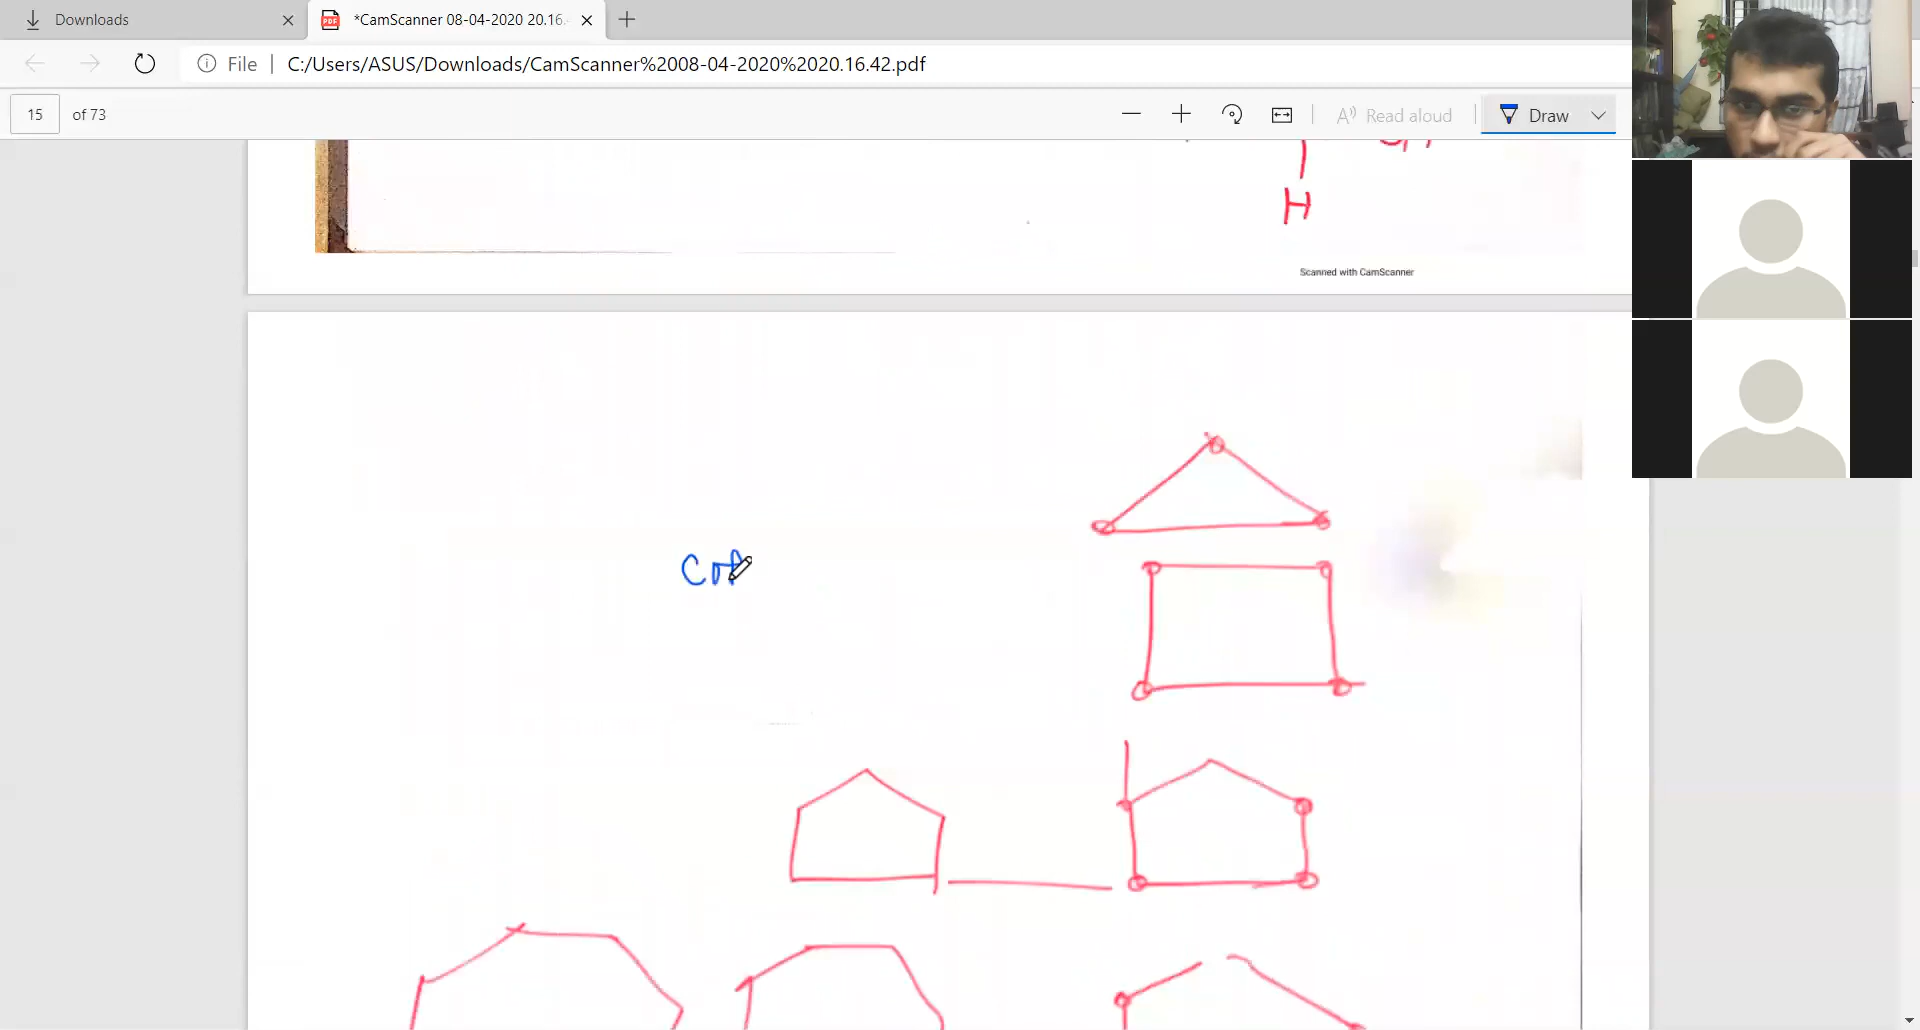 Downloads
*CamScanner 08-04-2020 20.16.
File
C:/Users/ASUS/Downloads/CamScanner%2008-04-2020%2020.16.42.pdf
15 of 73
Read aloud
Draw
H
Scanned with CamScanner